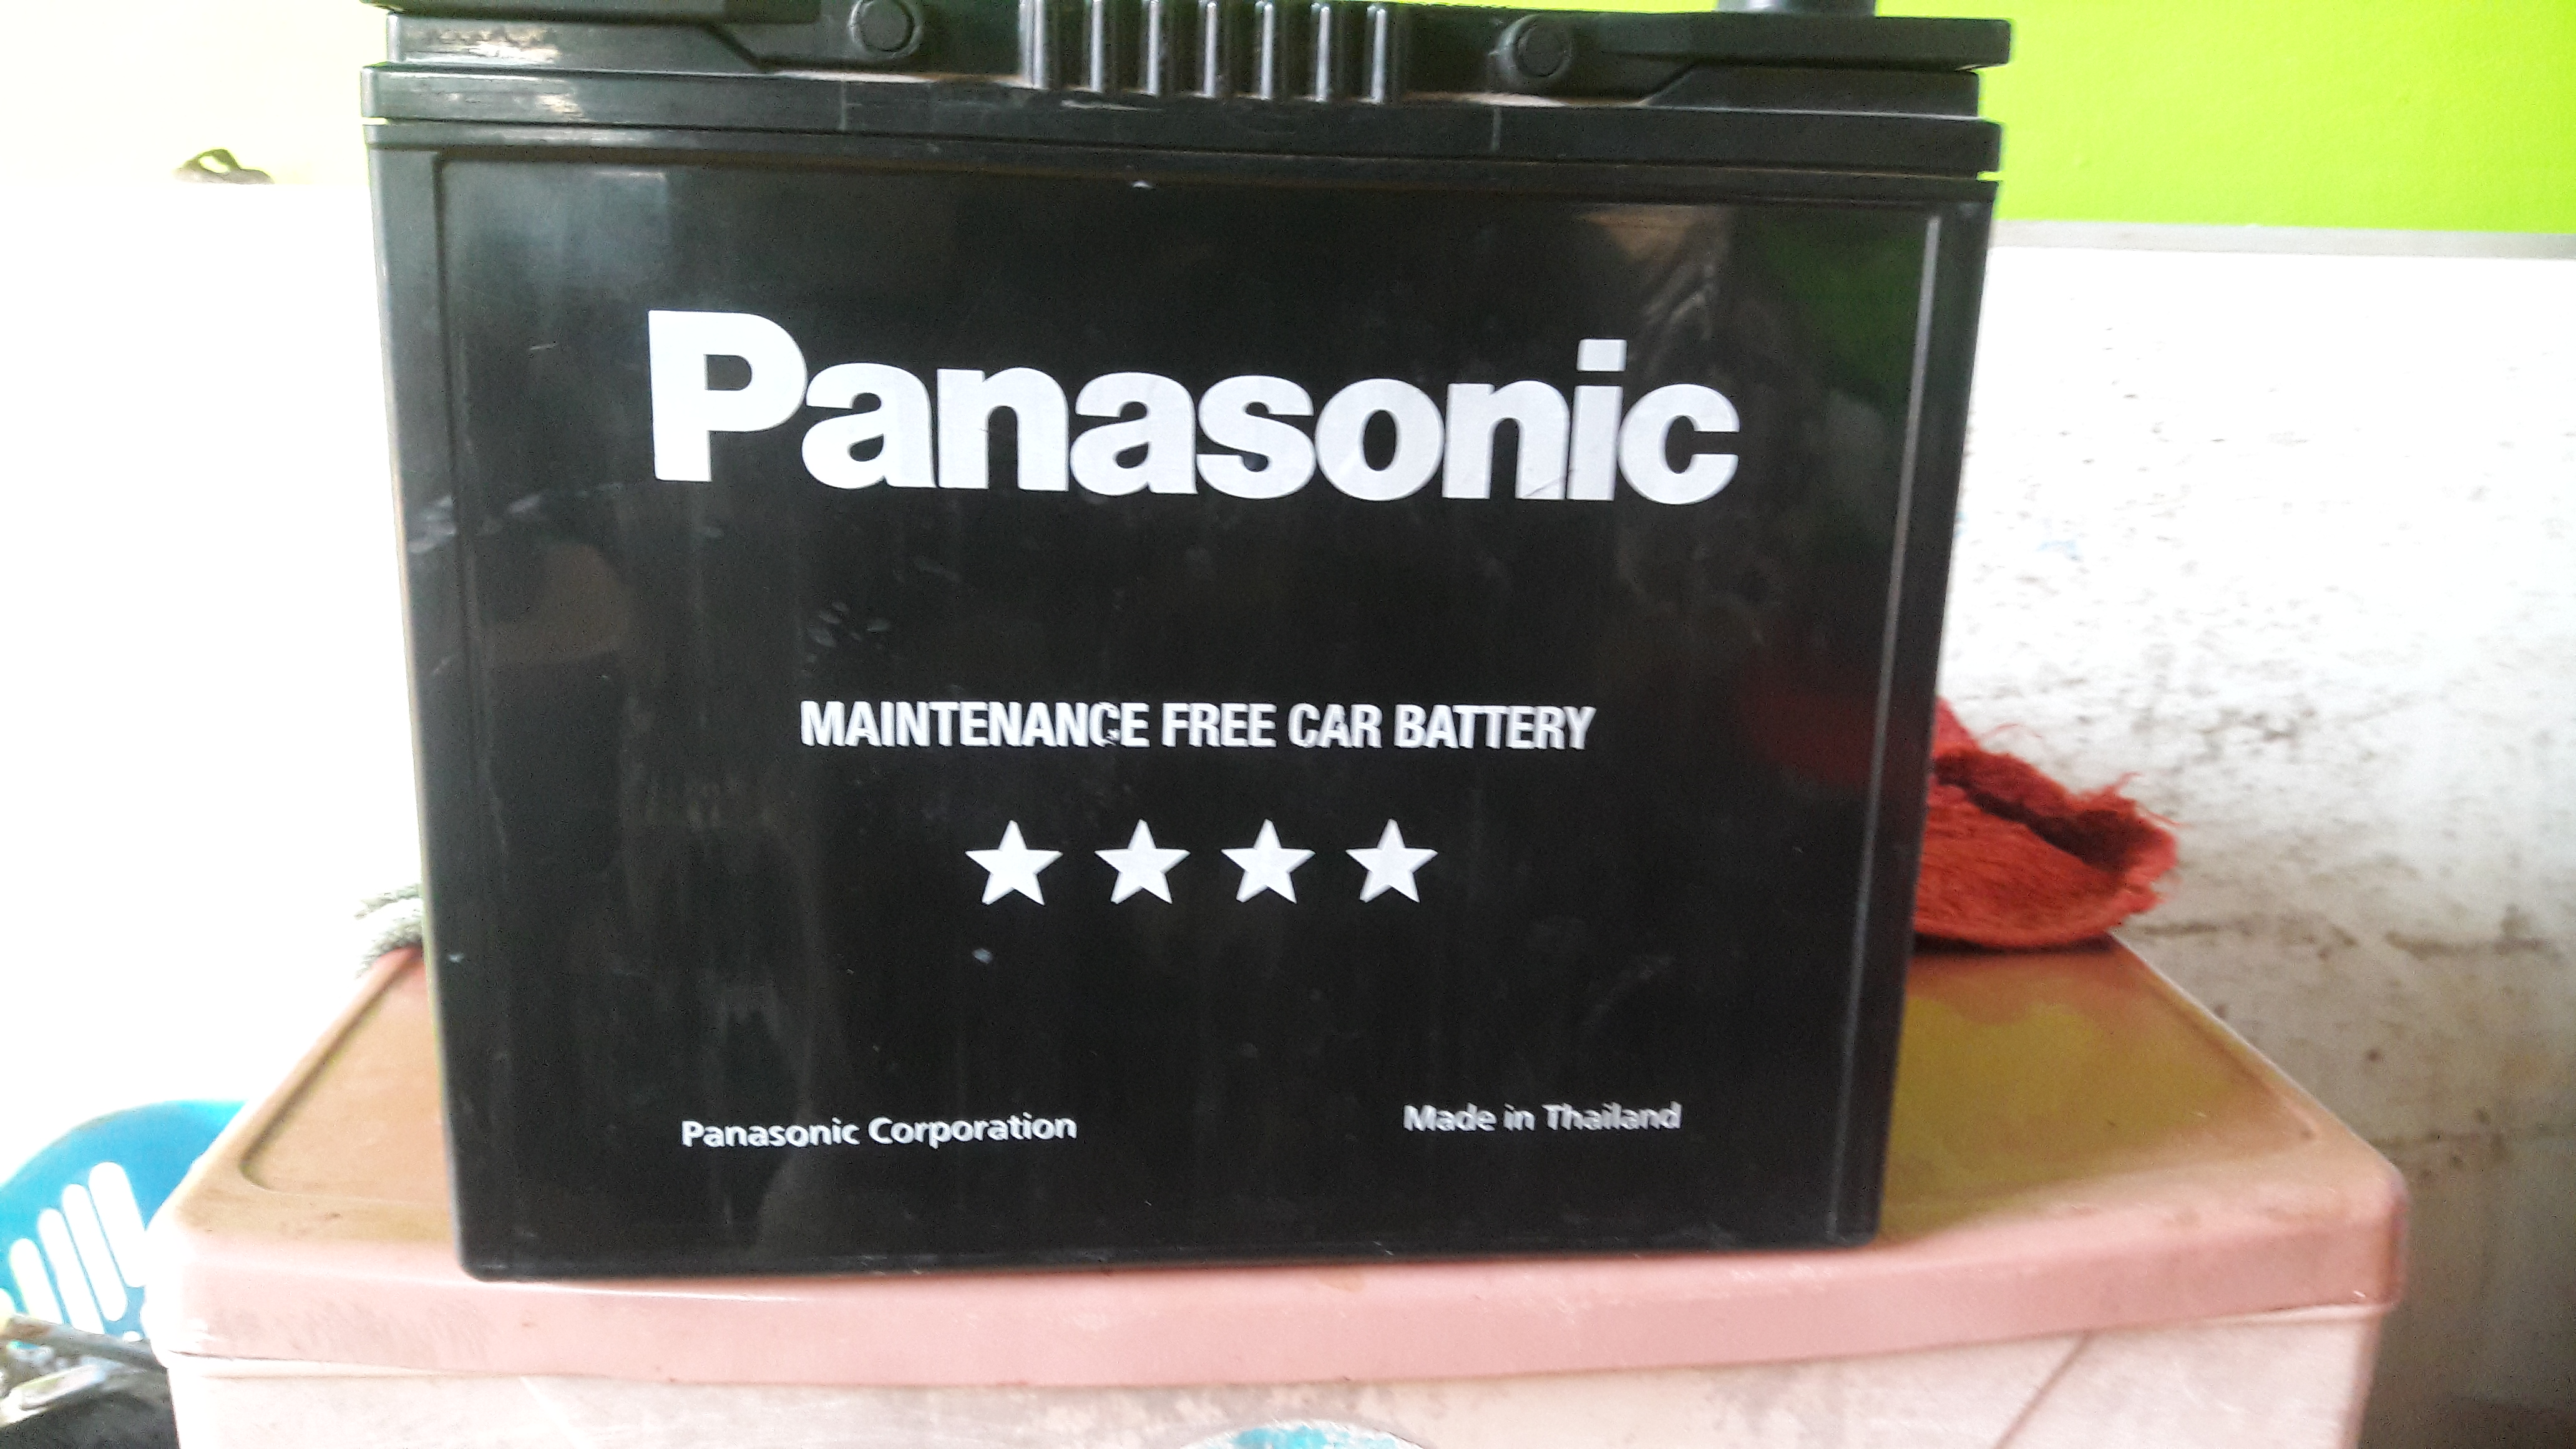 Panasonic
MAINTENANCE FREE CAR BATTERY
Panasonic Corporation
Made in Thailand